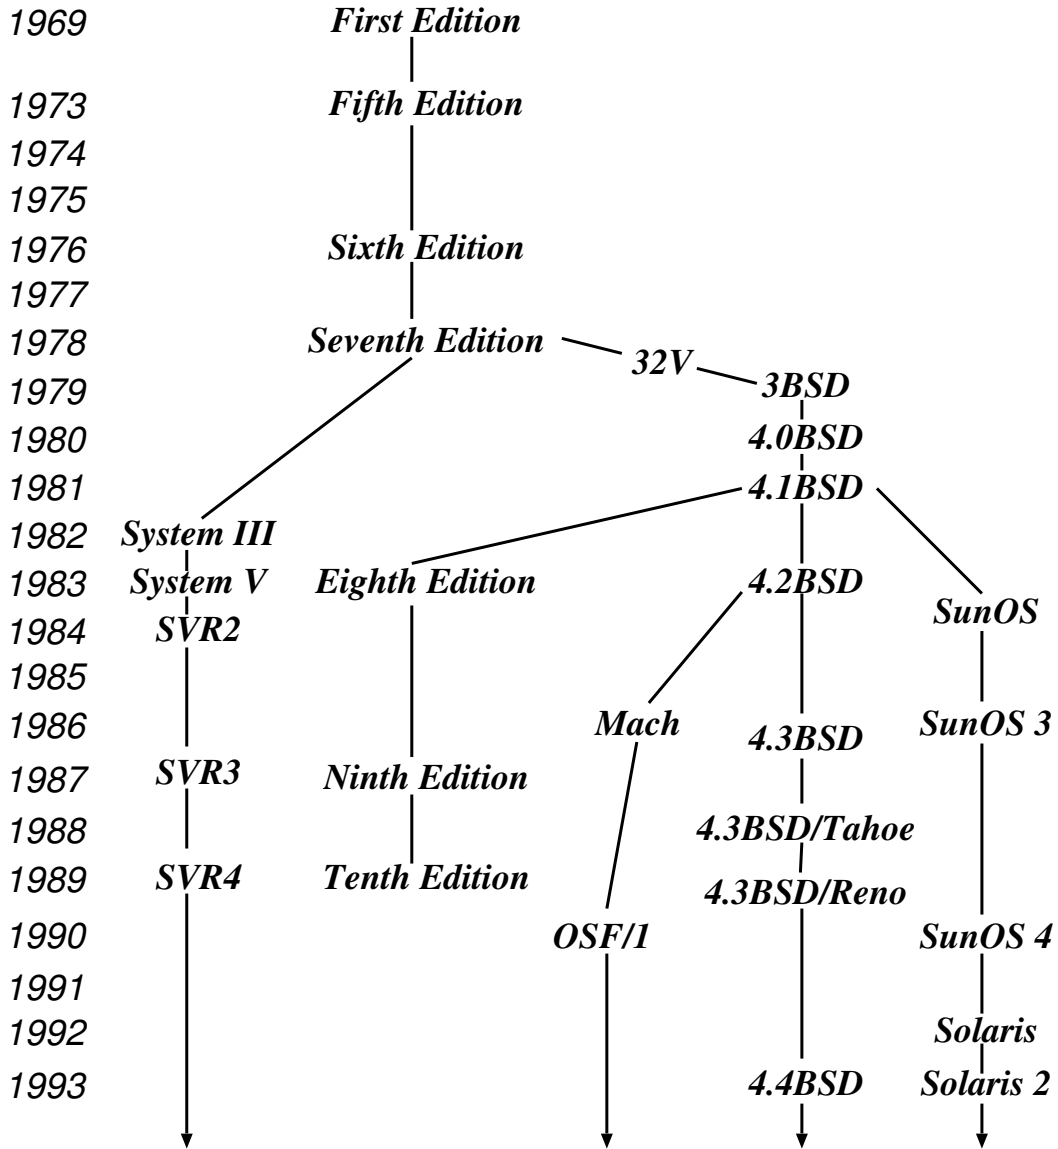 1969 First Edition
1973 Fifth Edition
1974
1975
1976 Sixth Edition
1977
1978 Seventh Edition
32V
1979 3BSD
1980 4.0BSD
1981 4.1BSD
1982 System III
1983 System V Eighth Edition 4.2BSD
SunOS
1984 SVR2
1985
1986 Mach 4.3BSD SunOS 3
1987 SVR3 Ninth Edition
1988 4.3BSD/Tahoe
1989 SVR4 Tenth Edition 4.3BSD/Reno
1990 OSF/1 SunOS 4
1991
1992 Solaris
1993 4.4BSD Solaris 2